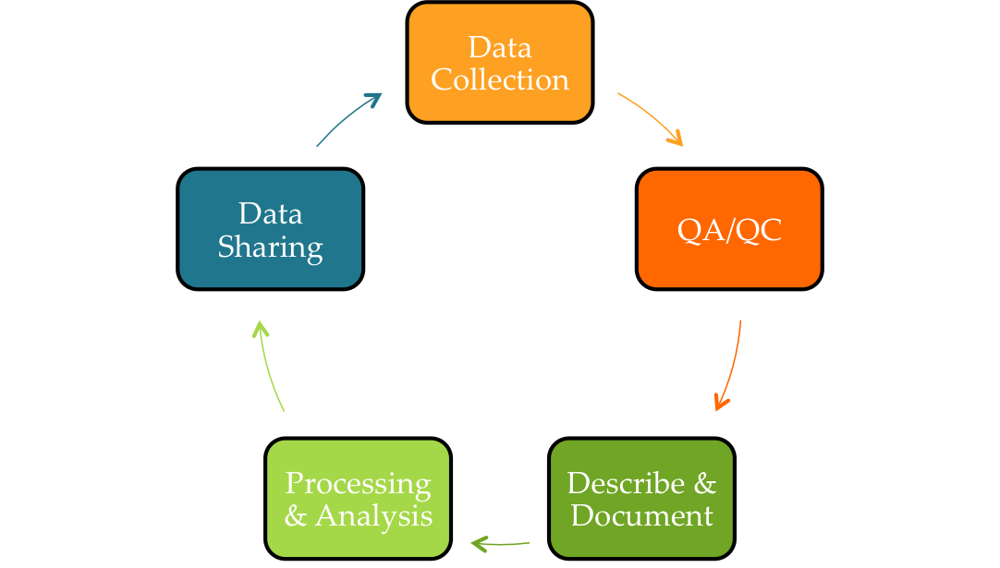 Data
Collection
QA/QC
Describe &
Document
Processing
& Analysis
Data
Sharing